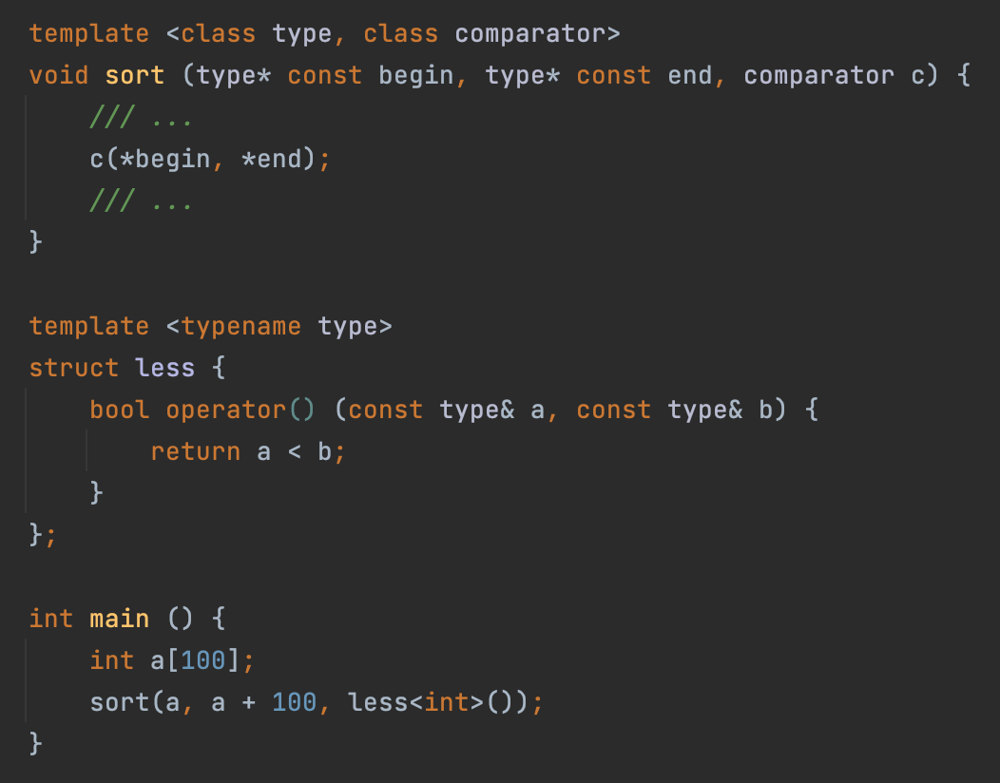 template <class type, class comparator>
void sort (type* const begin, type* const end, comparator c) {
    /// ...
    c(*begin, *end);
    /// ...
}

template <typename type>
struct less {
    bool operator() (const type& a, const type& b) {
        return a < b;
    }
};

int main () {
    int a[100];
    sort(a, a + 100, less<int>());
}